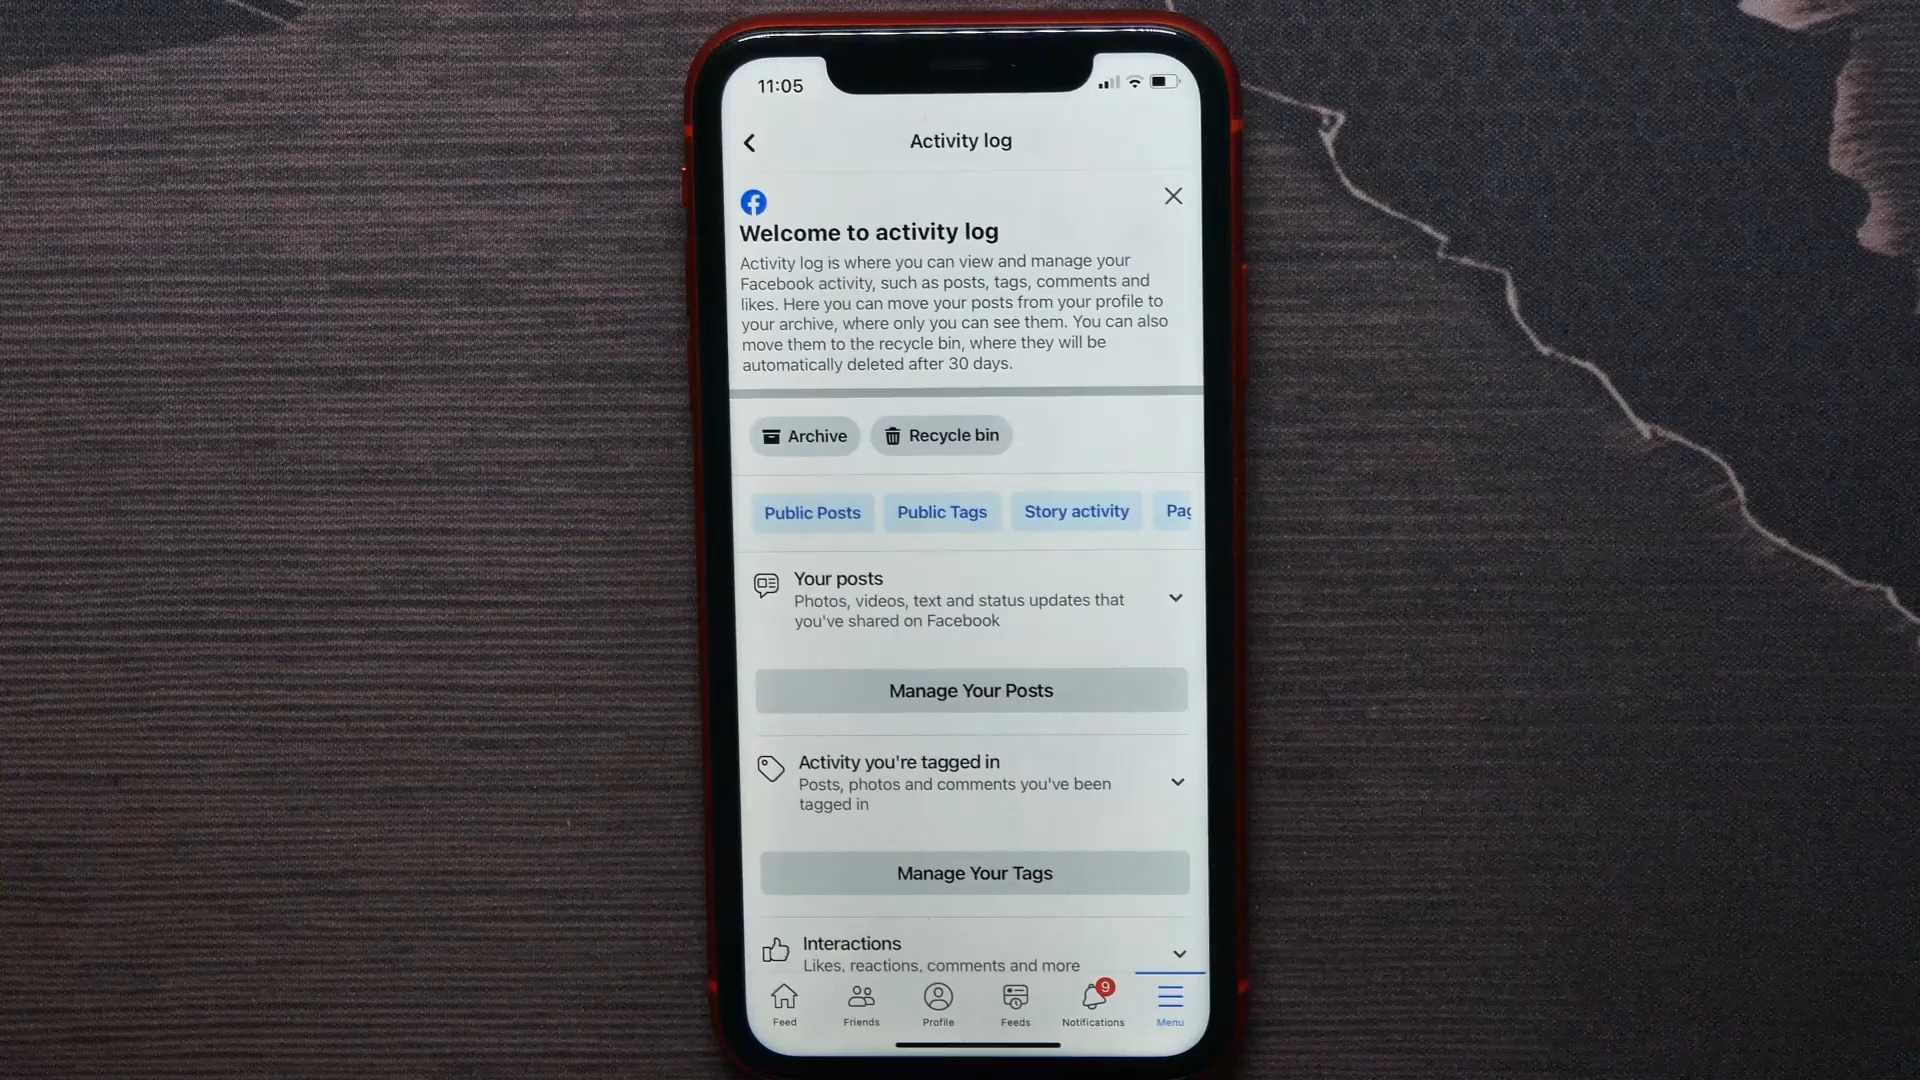 11:05
Activity log
Welcome to activity log
Activity log is where you can view and manage your
Facebook activity, such as posts, tags, comments and
likes. Here you can move your posts from your profile to
your archive, where only you can see them. You can also
move them to the recycle bin, where they will be
automatically deleted after 30 days.
Archive
Recycle bin
Public Posts
Public Tags
Story activity
Pag
Your posts
Photos, videos, text and status updates that
you've shared on Facebook
Manage Your Posts
Activity you're tagged in
Posts, photos and comments you've been
tagged in
Manage Your Tags
Interactions
Likes, reactions, comments and more
9
Feed
Friends
Profile
Feeds
Notifications
Menu